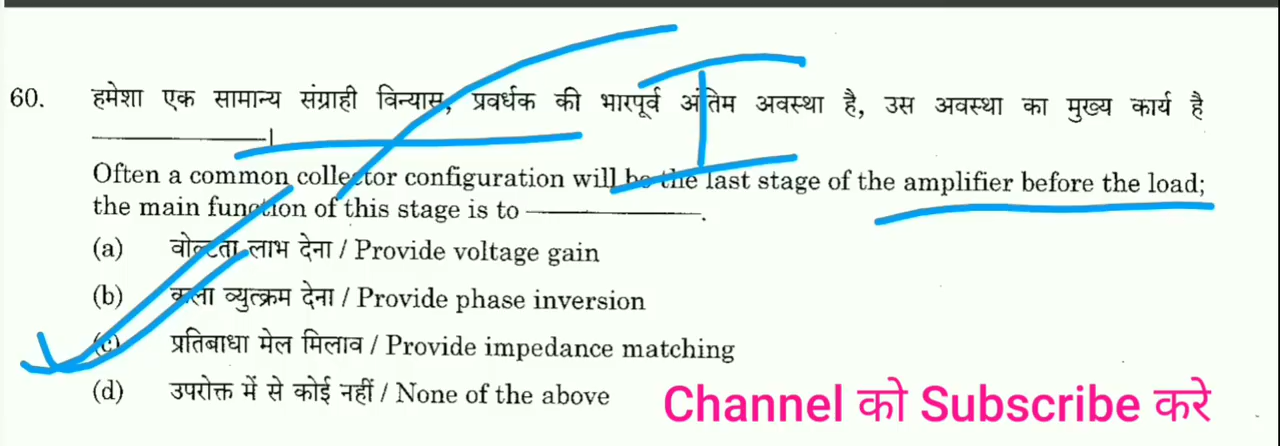 60. हमेशा एक सामान्य संग्राही विन्यास, प्रवर्धक की भारपूर्व अंतिम अवस्था है, उस अवस्था का मुख्य कार्य है
____________।
Often a common collector configuration will be the last stage of the amplifier before the load;
the main function of this stage is to ____________.
(a) वोल्टता लाभ देना / Provide voltage gain
(b) कला व्युत्क्रम देना / Provide phase inversion
(c) प्रतिबाधा मेल मिलाव / Provide impedance matching
(d) उपरोक्त में से कोई नहीं / None of the above
Channel को Subscribe करे